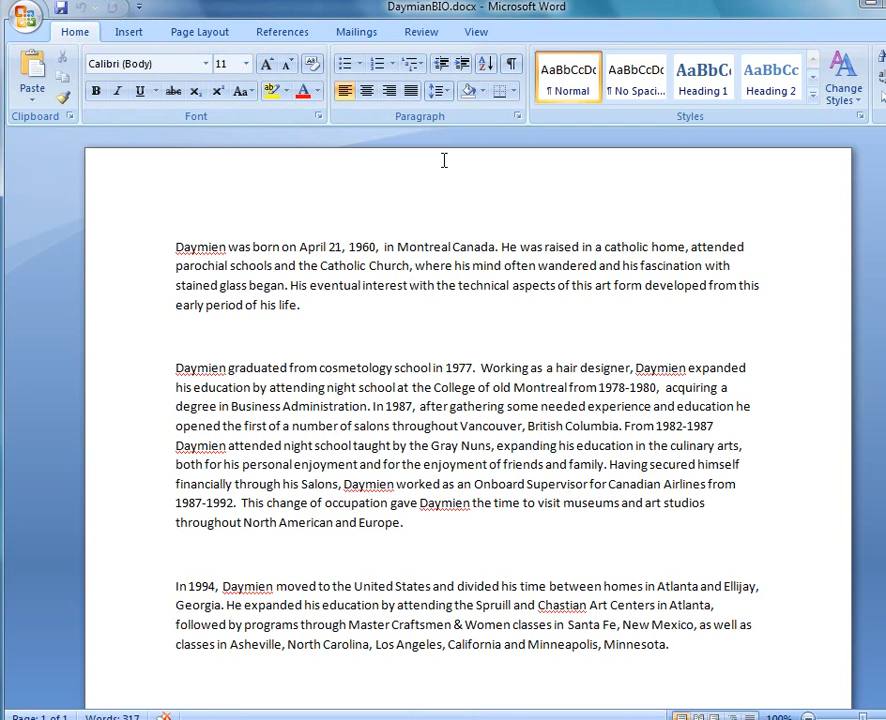 DaymianBIO.docx - Microsoft Word
Home Insert Page Layout References Mailings Review View
Calibri (Body) 11 Aa
AaBbCcDc AaBbCcDc AaBbC AaBbCc
Paste B I U abc x₂ x² Aa A ¶ Normal ¶ No Spaci... Heading 1 Heading 2 Change Styles
Clipboard Font Paragraph Styles
Daymien was born on April 21, 1960, in Montreal Canada. He was raised in a catholic home, attended
parochial schools and the Catholic Church, where his mind often wandered and his fascination with
stained glass began. His eventual interest with the technical aspects of this art form developed from this
early period of his life.
Daymien graduated from cosmetology school in 1977. Working as a hair designer, Daymien expanded
his education by attending night school at the College of old Montreal from 1978-1980, acquiring a
degree in Business Administration. In 1987, after gathering some needed experience and education he
opened the first of a number of salons throughout Vancouver, British Columbia. From 1982-1987
Daymien attended night school taught by the Gray Nuns, expanding his education in the culinary arts,
both for his personal enjoyment and for the enjoyment of friends and family. Having secured himself
financially through his Salons, Daymien worked as an Onboard Supervisor for Canadian Airlines from
1987-1992. This change of occupation gave Daymien the time to visit museums and art studios
throughout North American and Europe.
In 1994, Daymien moved to the United States and divided his time between homes in Atlanta and Ellijay,
Georgia. He expanded his education by attending the Spruill and Chastian Art Centers in Atlanta,
followed by programs through Master Craftsmen & Women classes in Santa Fe, New Mexico, as well as
classes in Asheville, North Carolina, Los Angeles, California and Minneapolis, Minnesota.
Page: 1 of 1 Words: 317 100%